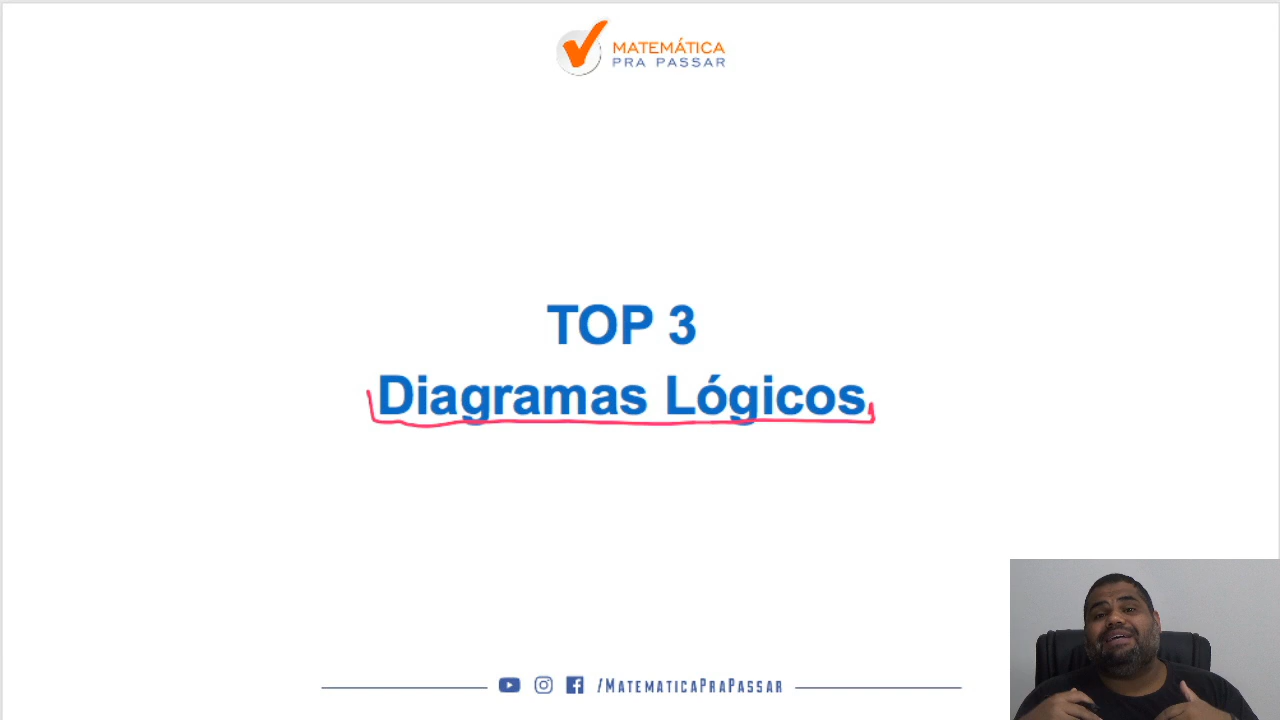 MATEMÁTICA
PRA PASSAR
TOP 3
Diagramas Lógicos
/MATEMATICAPRAPASSAR